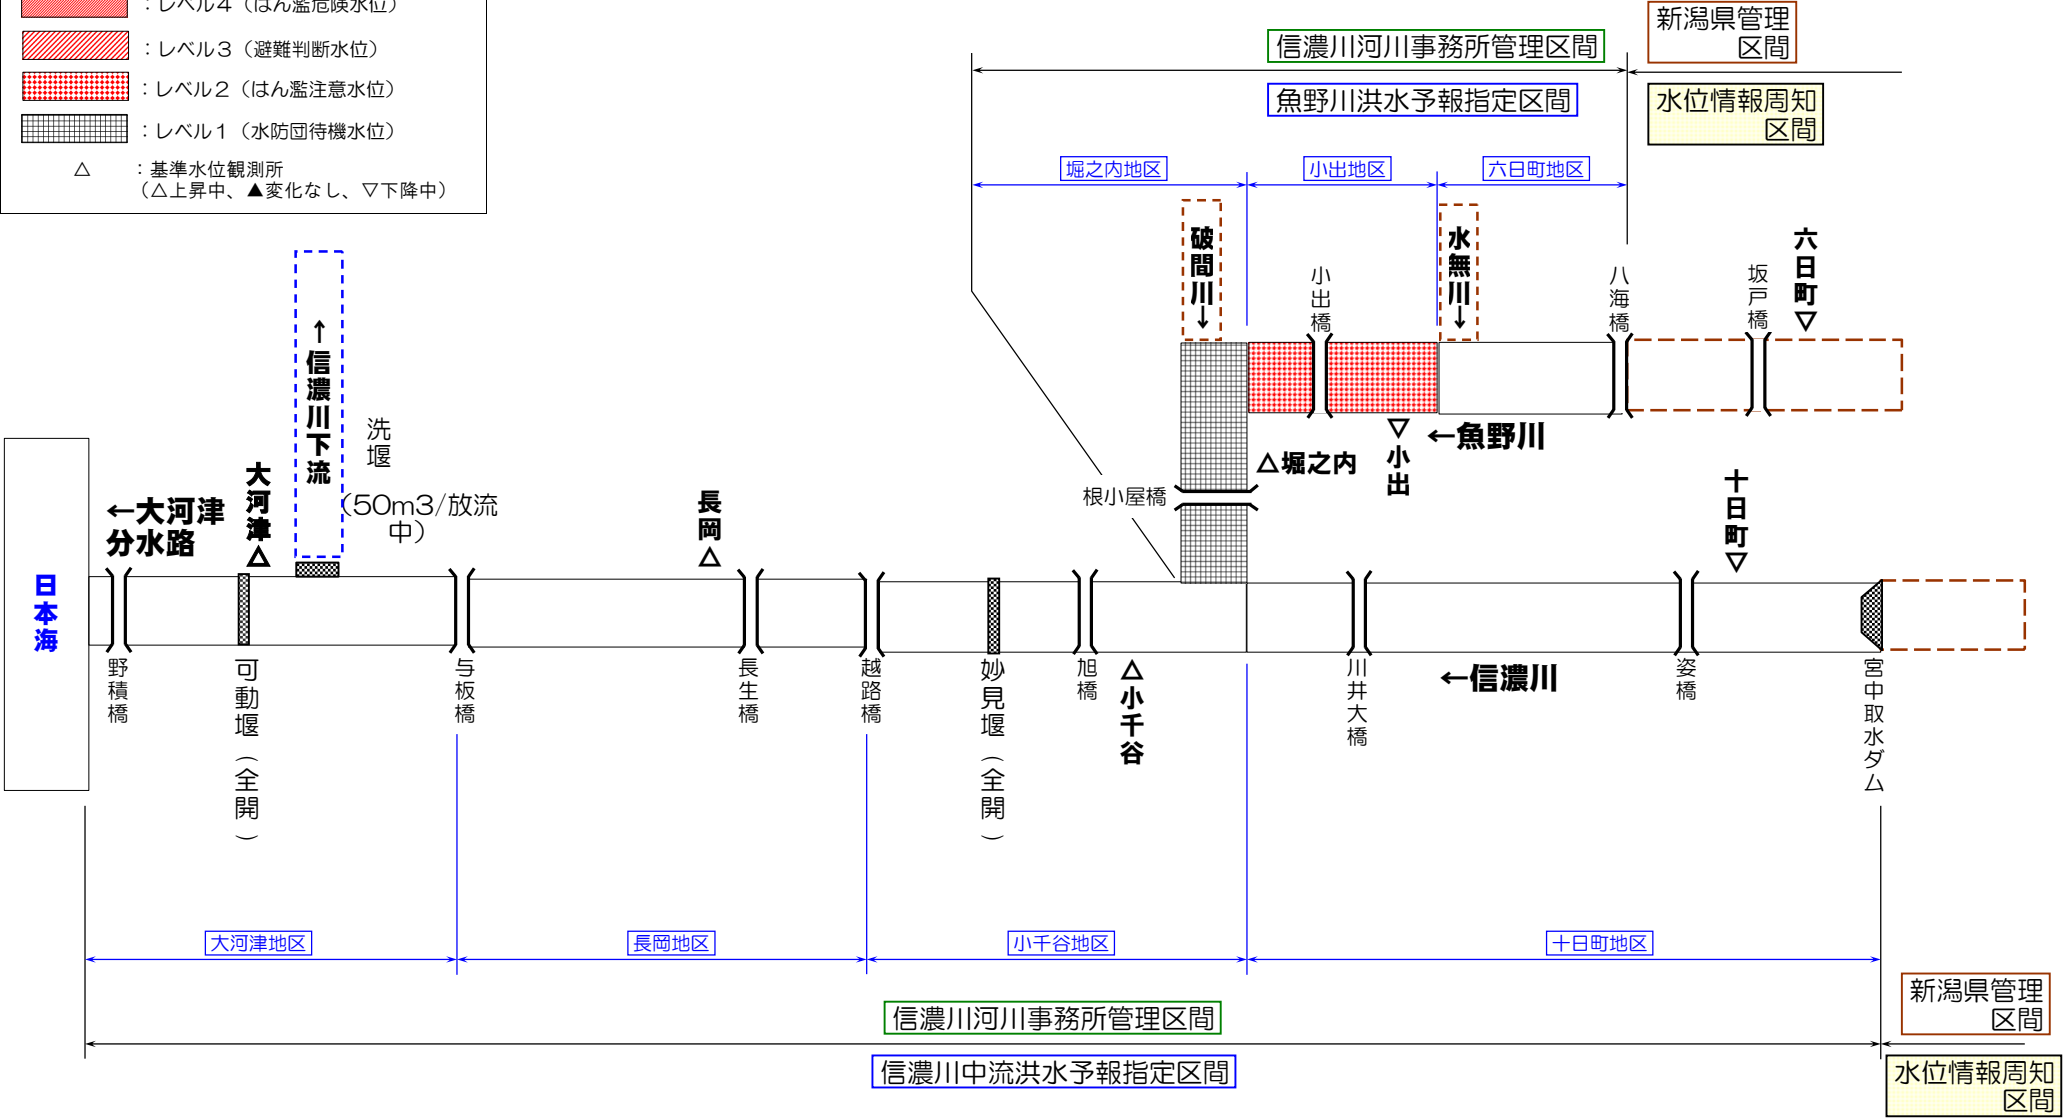 ：レベル４（はん濫危険水位）
：レベル３（避難判断水位）
：レベル２（はん濫注意水位）
：レベル１（水防団待機水位）
△　：基準水位観測所
（△上昇中、▲変化なし、▽下降中）
信濃川河川事務所管理区間
新潟県管理
区間
魚野川洪水予報指定区間
水位情報周知
区間
堀之内地区
小出地区
六日町地区
破間川→
水無川→
小出橋
八海橋
坂戸橋
六日町▽
↑信濃川下流
洗堰
（50m3/放流
中）
大河津△
←大河津
分水路
長岡△
根小屋橋
△堀之内
▽小出
←魚野川
十日町▽
日本海
野積橋
可動堰（全開）
与板橋
長生橋
越路橋
妙見堰（全開）
旭橋
△小千谷
川井大橋
←信濃川
姿橋
宮中取水ダム
大河津地区
長岡地区
小千谷地区
十日町地区
信濃川河川事務所管理区間
新潟県管理
区間
信濃川中流洪水予報指定区間
水位情報周知
区間